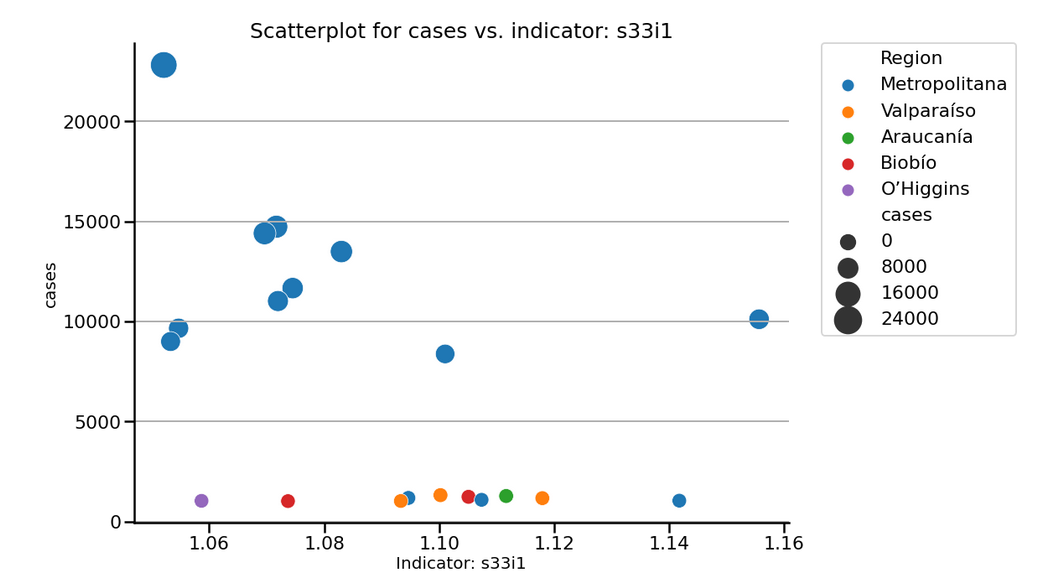 Scatterplot for cases vs. indicator: s33i1
cases
20000
15000
10000
5000
0
1.06 1.08 1.10 1.12 1.14 1.16
Indicator: s33i1
Region
Metropolitana
Valparaíso
Araucanía
Biobío
O’Higgins
cases
0
8000
16000
24000